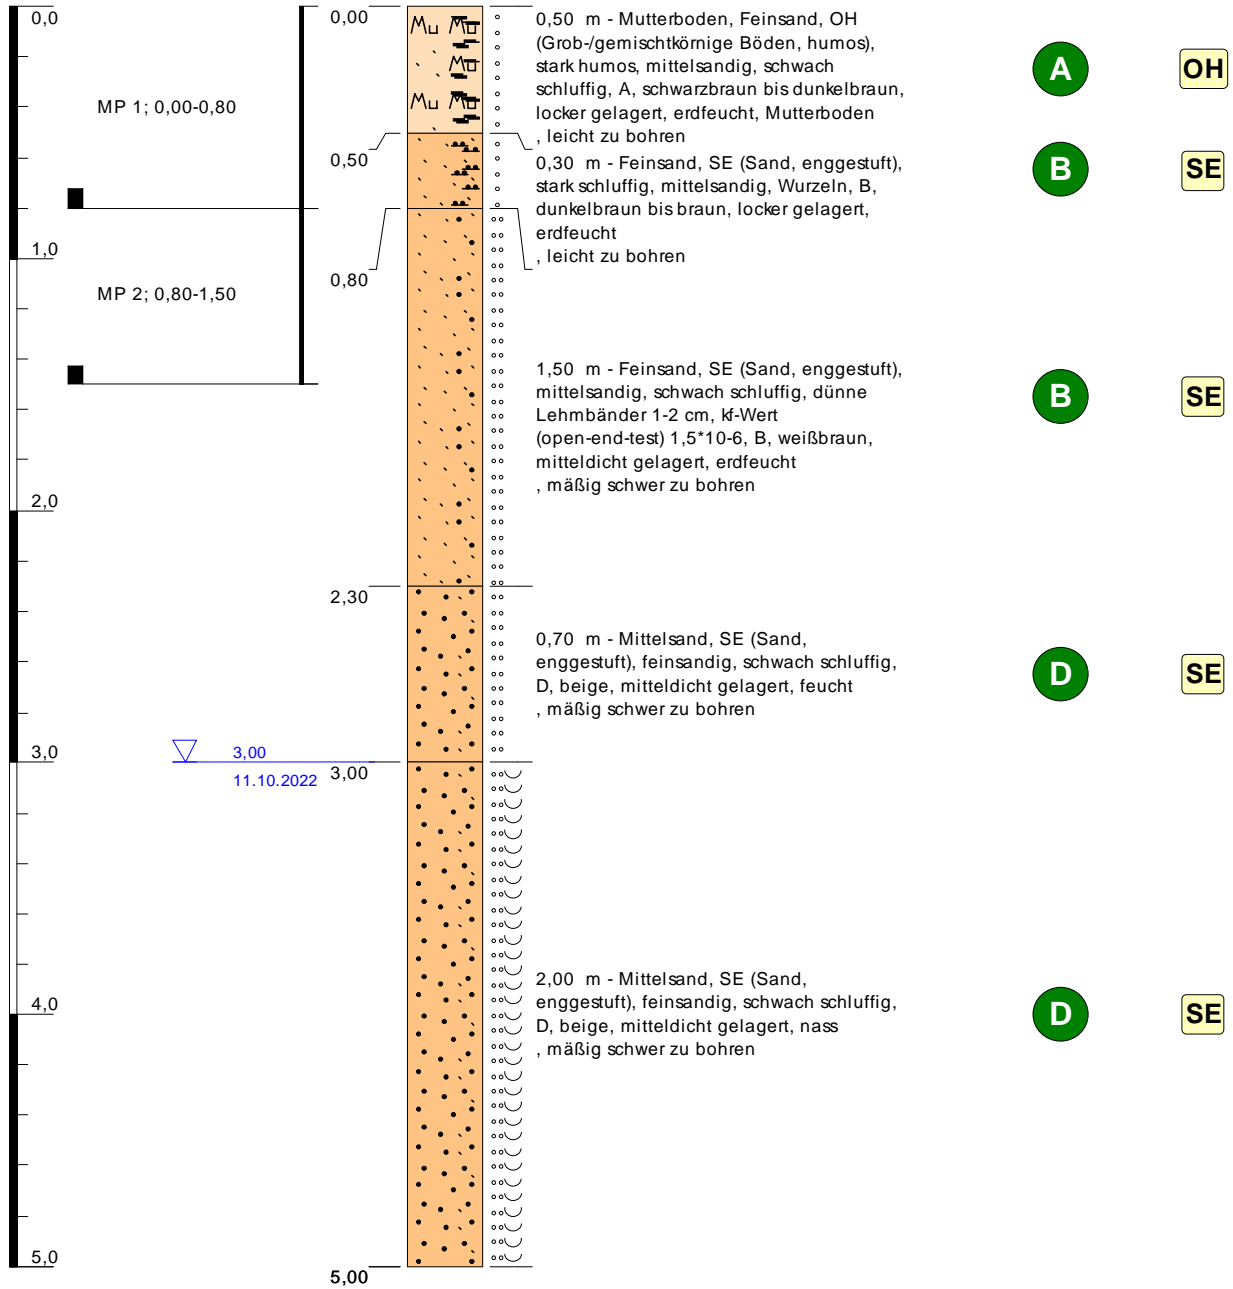 0,0
1,0
2,0
3,0
4,0
5,0
MP 1; 0,00-0,80
MP 2; 0,80-1,50
3,00
11.10.2022
0,00
0,50
0,80
2,30
3,00
5,00
Mu Mu
Mu
Mu Mu
0,50 m - Mutterboden, Feinsand, OH
(Grob-/gemischtkörnige Böden, humos),
stark humos, mittelsandig, schwach
schluffig, A, schwarzbraun bis dunkelbraun,
locker gelagert, erdfeucht, Mutterboden
, leicht zu bohren
A
OH
0,30 m - Feinsand, SE (Sand, enggestuft),
stark schluffig, mittelsandig, Wurzeln, B,
dunkelbraun bis braun, locker gelagert,
erdfeucht
, leicht zu bohren
B
SE
1,50 m - Feinsand, SE (Sand, enggestuft),
mittelsandig, schwach schluffig, dünne
Lehmbänder 1-2 cm, kf-Wert
(open-end-test) 1,5*10-6, B, weißbraun,
mitteldicht gelagert, erdfeucht
, mäßig schwer zu bohren
B
SE
0,70 m - Mittelsand, SE (Sand,
enggestuft), feinsandig, schwach schluffig,
D, beige, mitteldicht gelagert, feucht
, mäßig schwer zu bohren
D
SE
2,00 m - Mittelsand, SE (Sand,
enggestuft), feinsandig, schwach schluffig,
D, beige, mitteldicht gelagert, nass
, mäßig schwer zu bohren
D
SE